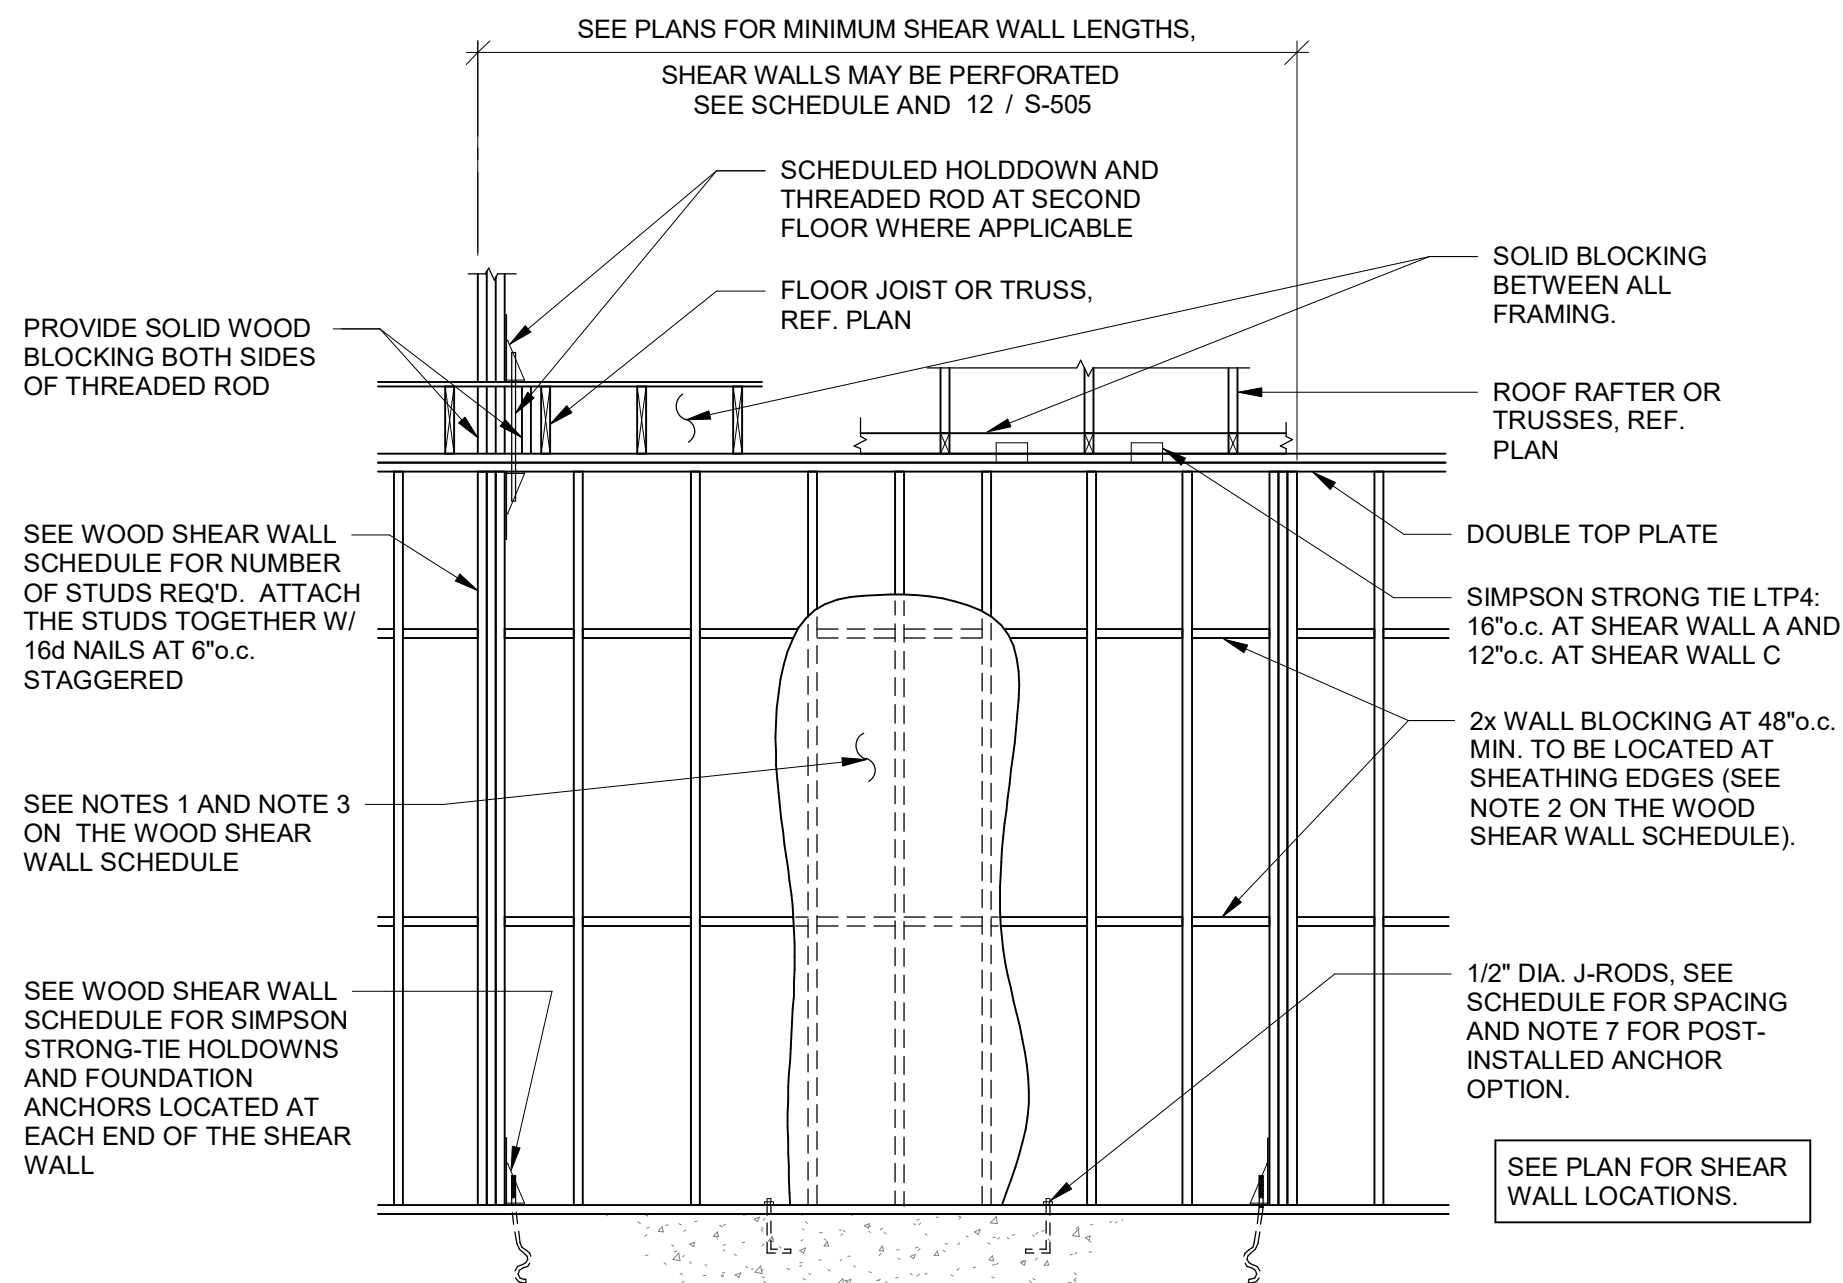 SEE PLANS FOR MINIMUM SHEAR WALL LENGTHS,
SHEAR WALLS MAY BE PERFORATED
SEE SCHEDULE AND 12 / S-505
SCHEDULED HOLDDOWN AND
THREADED ROD AT SECOND
FLOOR WHERE APPLICABLE
FLOOR JOIST OR TRUSS,
REF. PLAN
SOLID BLOCKING
BETWEEN ALL
FRAMING.
PROVIDE SOLID WOOD
BLOCKING BOTH SIDES
OF THREADED ROD
ROOF RAFTER OR
TRUSSES, REF.
PLAN
SEE WOOD SHEAR WALL
SCHEDULE FOR NUMBER
OF STUDS REQ'D. ATTACH
THE STUDS TOGETHER W/
16d NAILS AT 6"o.c.
STAGGERED
DOUBLE TOP PLATE
SIMPSON STRONG TIE LTP4:
16"o.c. AT SHEAR WALL A AND
12"o.c. AT SHEAR WALL C
2x WALL BLOCKING AT 48"o.c.
MIN. TO BE LOCATED AT
SHEATHING EDGES (SEE
NOTE 2 ON THE WOOD
SHEAR WALL SCHEDULE).
SEE NOTES 1 AND NOTE 3
ON THE WOOD SHEAR
WALL SCHEDULE
SEE WOOD SHEAR WALL
SCHEDULE FOR SIMPSON
STRONG-TIE HOLDOWNS
AND FOUNDATION
ANCHORS LOCATED AT
EACH END OF THE SHEAR
WALL
1/2" DIA. J-RODS, SEE
SCHEDULE FOR SPACING
AND NOTE 7 FOR POST-
INSTALLED ANCHOR
OPTION.
SEE PLAN FOR SHEAR
WALL LOCATIONS.